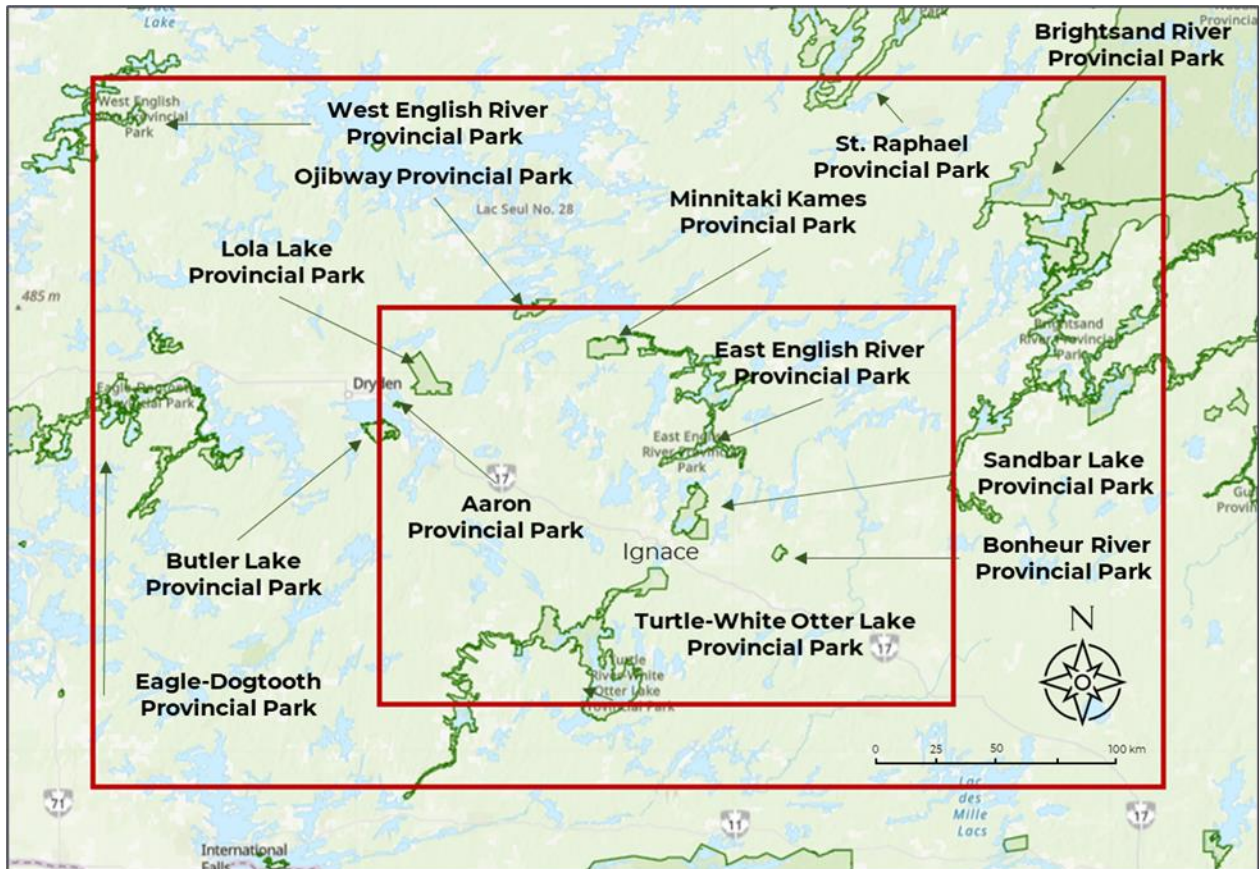 Lake
Park
Provincial
Brightsand River
Provincial Park
West English
Provincial
Park
West English River
Provincial Park
St. Raphael
Provincial Park
Ojibway Provincial Park
Minnitaki Kames
Provincial Park
Lac Seul No. 28
Lola Lake
Provincial Park
485 m
Brightsand
River Provincial
Park
East English River
Provincial Park
Dryden
Eagle-Dogtooth
Provincial Park
East English
River Provincial
Park
Sandbar Lake
Provincial Park
17
Aaron
Provincial Park
Ignace
Bonheur River
Provincial Park
Butler Lake
Provincial Park
N
Turtle-White Otter Lake
Provincial Park
17
Turtle
River-White
Otter Lake
Provincial Park
Eagle-Dogtooth
Provincial Park
0 25 50 100 km
71
Lac
des
Mille
Lacs
11
17
International
Falls